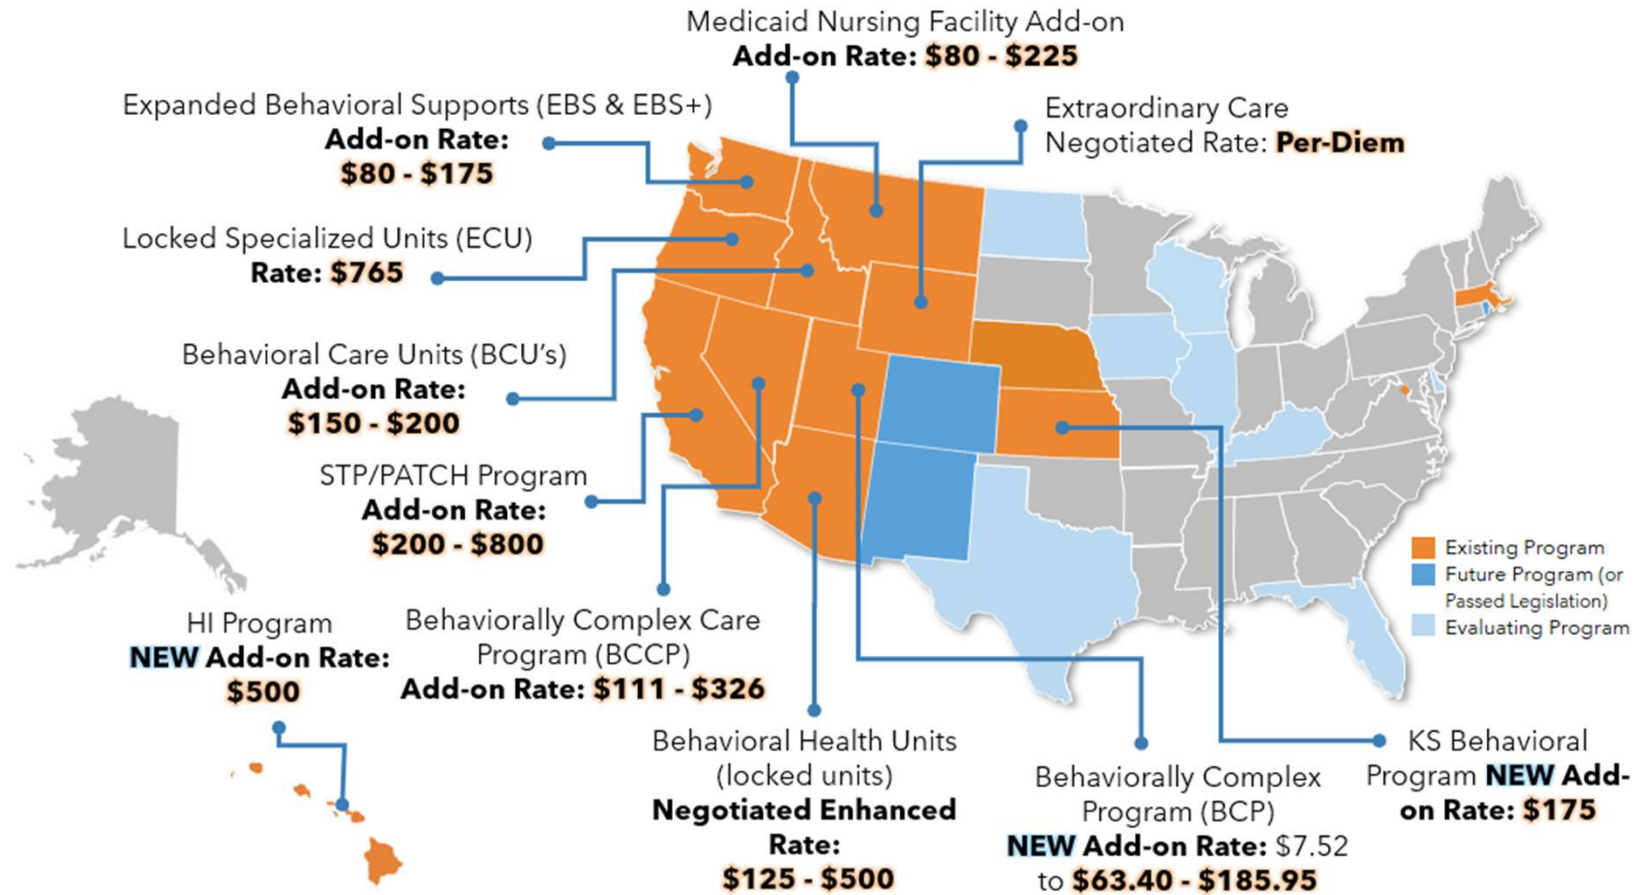 Medicaid Nursing Facility Add-on
Add-on Rate: $80 - $225
Expanded Behavioral Supports (EBS & EBS+)
Add-on Rate:
$80 - $175
Extraordinary Care
Negotiated Rate: Per-Diem
Locked Specialized Units (ECU)
Rate: $765
Behavioral Care Units (BCU's)
Add-on Rate:
$150 - $200
STP/PATCH Program
Add-on Rate:
$200 - $800
Existing Program
Future Program (or
Passed Legislation)
Evaluating Program
HI Program
NEW Add-on Rate:
$500
Behaviorally Complex Care
Program (BCCP)
Add-on Rate: $111 - $326
Behavioral Health Units
(locked units)
Negotiated Enhanced
Rate:
$125 - $500
Behaviorally Complex
Program (BCP)
NEW Add-on Rate: $7.52
to $63.40 - $185.95
KS Behavioral
Program NEW Add-
on Rate: $175